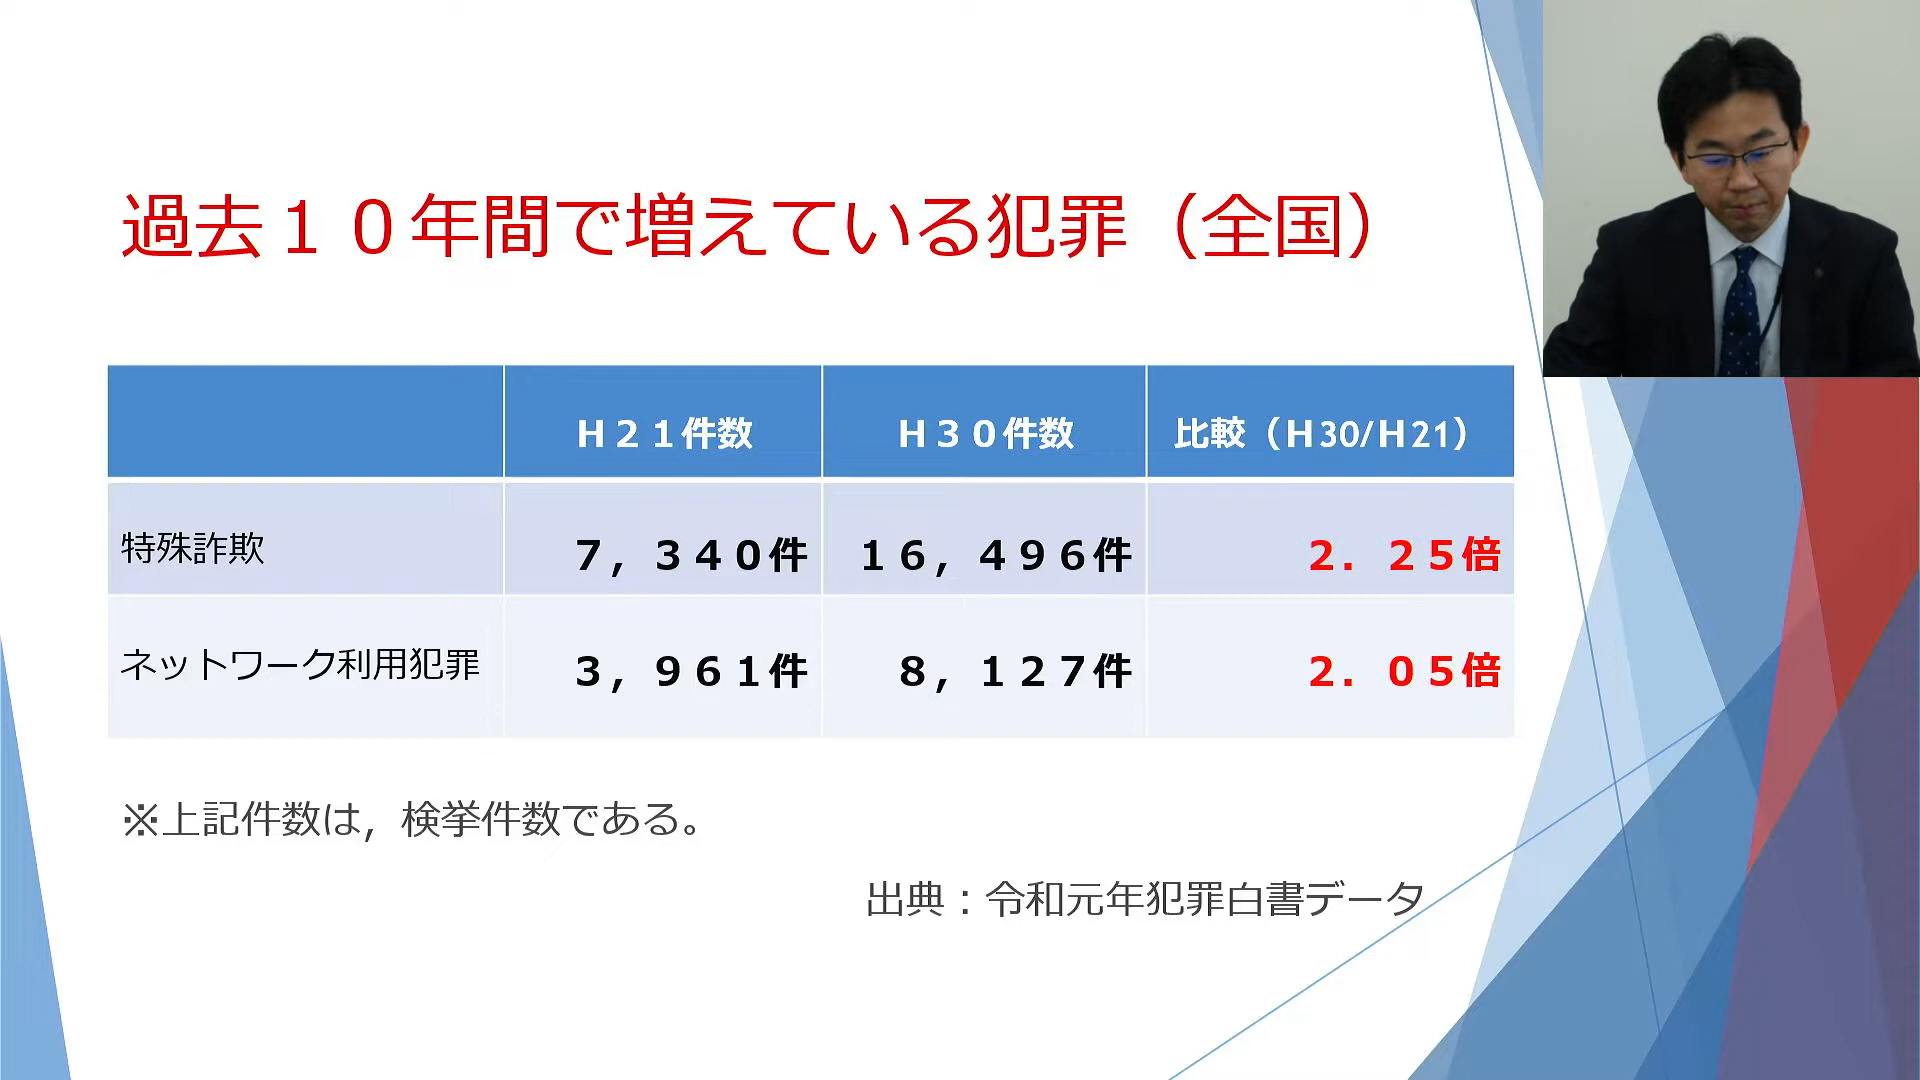 過去１０年間で増えている犯罪（全国）
Ｈ２１件数 Ｈ３０件数 比較（Ｈ30/Ｈ21）
特殊詐欺 ７，３４０件 １６，４９６件 ２．２５倍
ネットワーク利用犯罪 ３，９６１件 ８，１２７件 ２．０５倍
※上記件数は，検挙件数である。
出典：令和元年犯罪白書データ